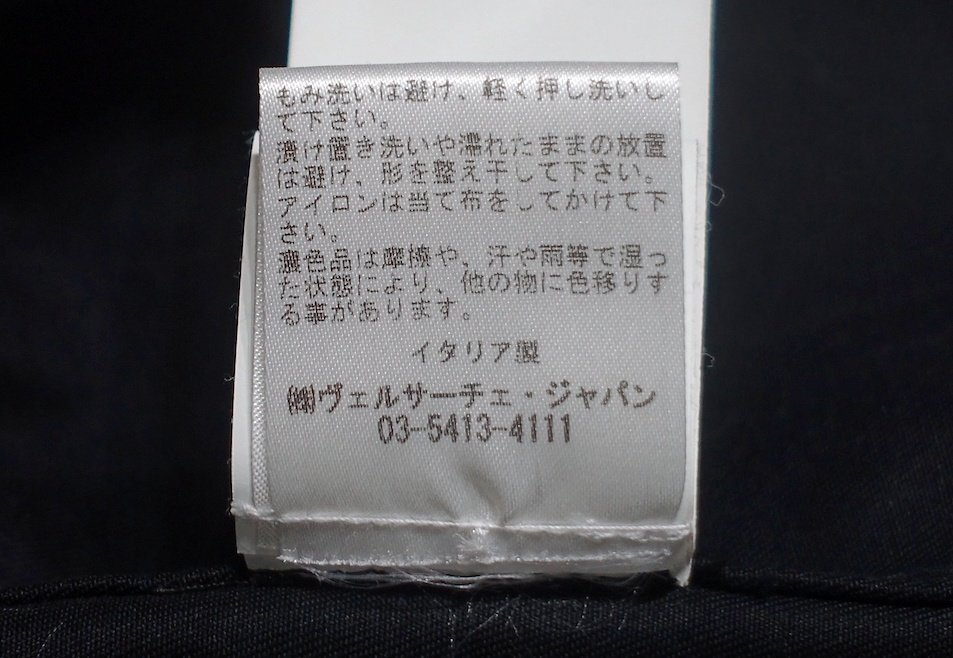 もみ洗いは避け、軽く押し洗いし
て下さい。
漬け置き洗いや濡れたままの放置
は避け、形を整え干して下さい。
アイロンは当て布をしてかけて下
さい。
濃色品は摩擦や、汗や雨等で湿っ
た状態により、他の物に色移りす
る事があります。
イタリア製
㈱ヴェルサーチェ・ジャパン
03-5413-4111